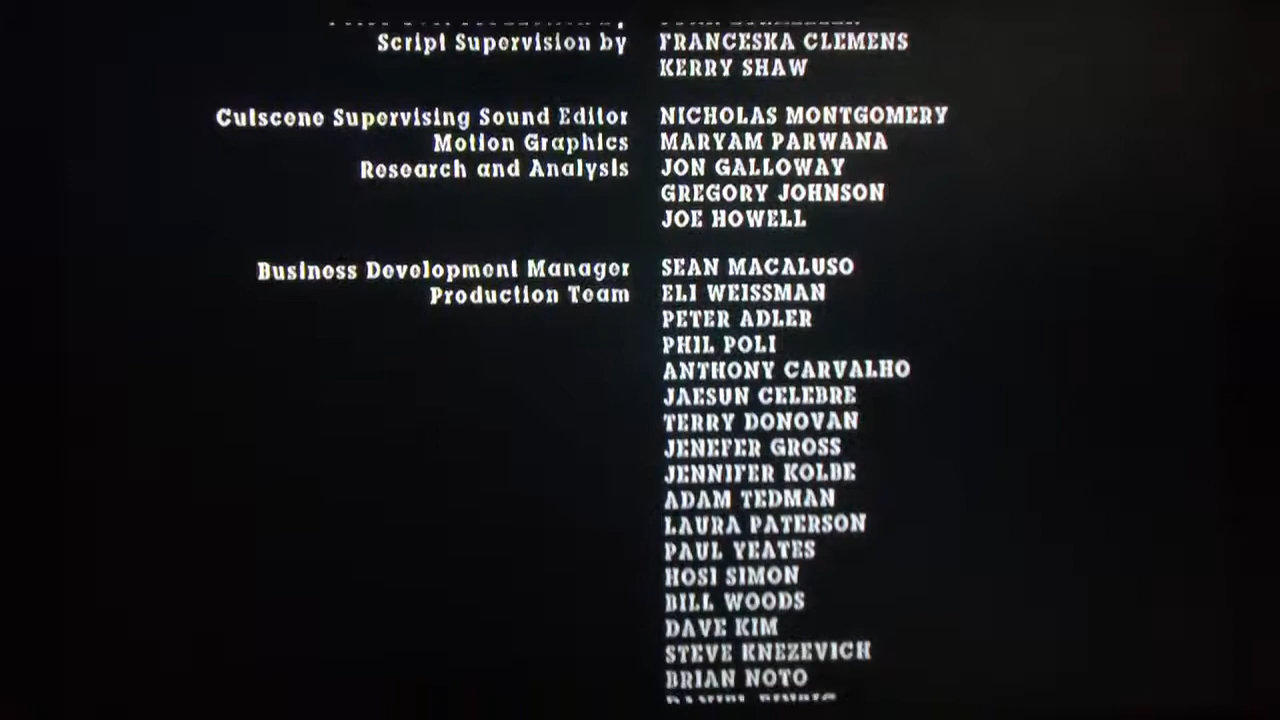 Script Supervision by FRANCESKA CLEMENS
KERRY SHAW
Cutscene Supervising Sound Editor NICHOLAS MONTGOMERY
Motion Graphics MARYAM PARWANA
Research and Analysis JON GALLOWAY
GREGORY JOHNSON
JOE HOWELL
Business Development Manager SEAN MACALUSO
Production Team ELI WEISSMAN
PETER ADLER
PHIL POLI
ANTHONY CARVALHO
JAESUN CELEBRE
TERRY DONOVAN
JENEFER GROSS
JENNIFER KOLBE
ADAM TEDMAN
LAURA PATERSON
PAUL YEATES
HOSI SIMON
BILL WOODS
DAVE KIM
STEVE KNEZEVICH
BRIAN NOTO